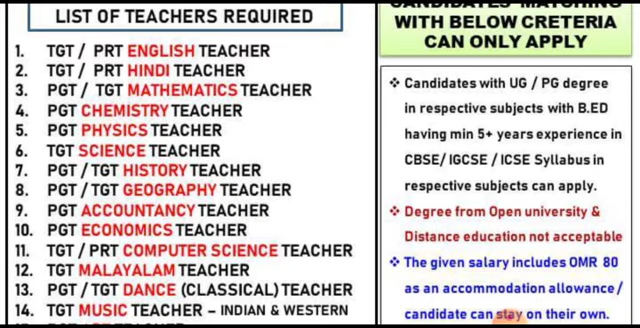 LIST OF TEACHERS REQUIRED
1. TGT / PRT ENGLISH TEACHER
2. TGT / PRT HINDI TEACHER
3. PGT / TGT MATHEMATICS TEACHER
4. PGT CHEMISTRY TEACHER
5. PGT PHYSICS TEACHER
6. TGT SCIENCE TEACHER
7. PGT / TGT HISTORY TEACHER
8. PGT / TGT GEOGRAPHY TEACHER
9. PGT ACCOUNTANCY TEACHER
10. PGT ECONOMICS TEACHER
11. TGT / PRT COMPUTER SCIENCE TEACHER
12. TGT MALAYALAM TEACHER
13. PGT / TGT DANCE (CLASSICAL) TEACHER
14. TGT MUSIC TEACHER – INDIAN & WESTERN
CANDIDATES MATCHING
WITH BELOW CRETERIA
CAN ONLY APPLY
❖ Candidates with UG / PG degree
in respective subjects with B.ED
having min 5+ years experience in
CBSE/ IGCSE / ICSE Syllabus in
respective subjects can apply.
❖ Degree from Open university &
Distance education not acceptable
❖ The given salary includes OMR 80
as an accommodation allowance /
candidate can stay on their own.